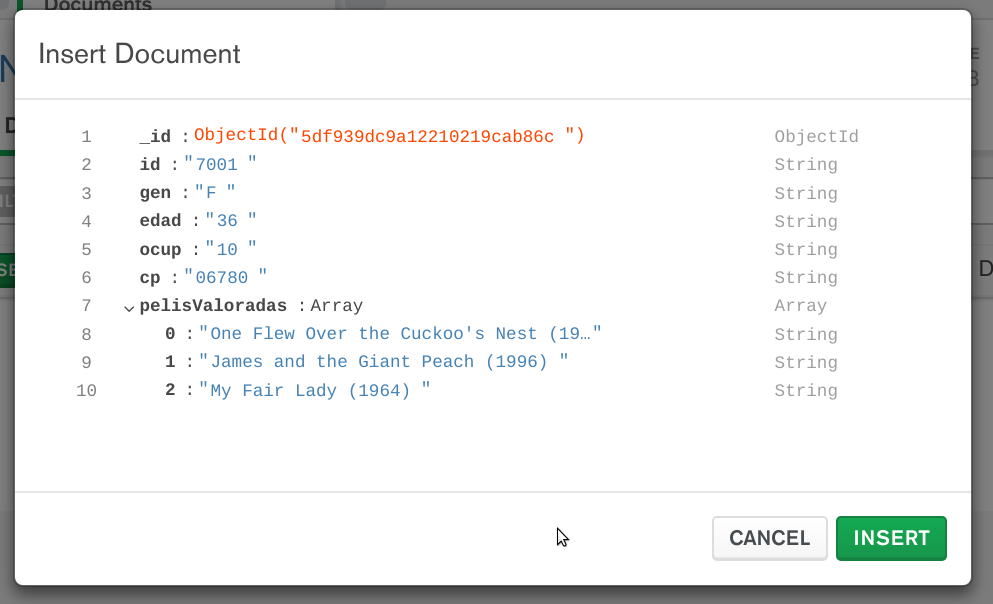 Documents
Insert Document
1 _id : ObjectId("5df939dc9a12210219cab86c ") ObjectId
2 id : "7001 " String
3 gen : "F " String
4 edad : "36 " String
5 ocup : "10 " String
6 cp : "06780 " String
7 pelisValoradas : Array Array
8 0 : "One Flew Over the Cuckoo's Nest (19…" String
9 1 : "James and the Giant Peach (1996) " String
10 2 : "My Fair Lady (1964) " String
CANCEL INSERT